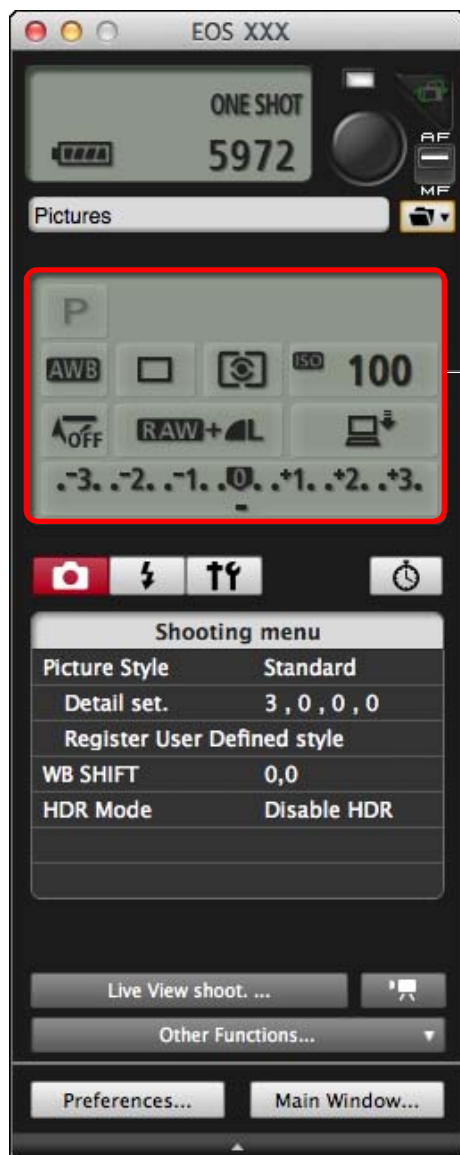 EOS XXX
ONE SHOT
5972
AF
MF
Pictures
P
AWB
ISO 100
OFF RAW+L
.-3. .-2. .-1. .0. .+1. .+2. .+3.
Shooting menu
Picture Style Standard
Detail set. 3 , 0 , 0 , 0
Register User Defined style
WB SHIFT 0,0
HDR Mode Disable HDR
Live View shoot. ...
Other Functions...
Preferences... Main Window...